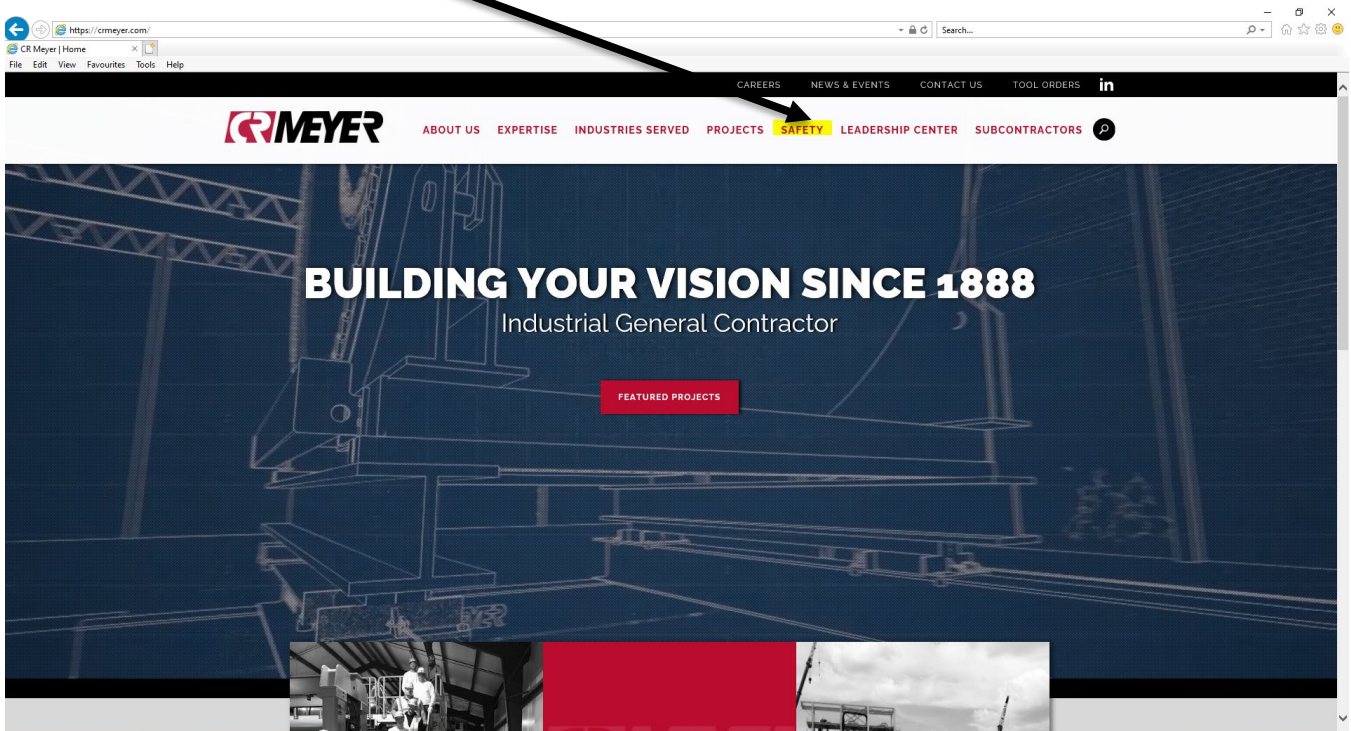 https://crmeyer.com/
Search...
CR Meyer | Home
File Edit View Favourites Tools Help
CAREERS NEWS & EVENTS CONTACT US TOOL ORDERS in
CRMEYER ABOUT US EXPERTISE INDUSTRIES SERVED PROJECTS SAFETY LEADERSHIP CENTER SUBCONTRACTORS
BUILDING YOUR VISION SINCE 1888
Industrial General Contractor
FEATURED PROJECTS